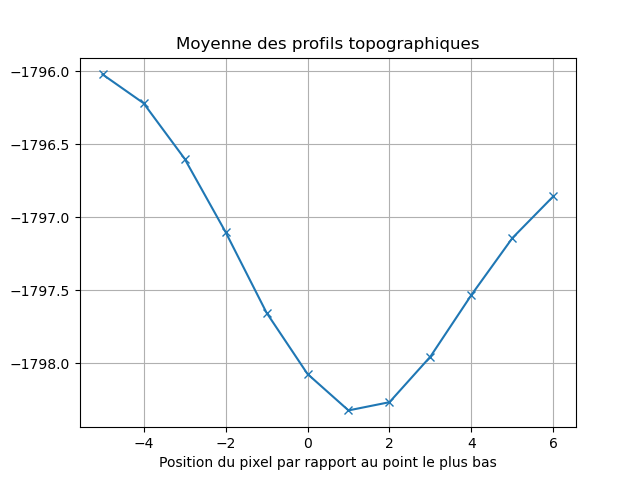 Moyenne des profils topographiques
−1796.0
−1796.5
−1797.0
−1797.5
−1798.0
−4 −2 0 2 4 6
Position du pixel par rapport au point le plus bas